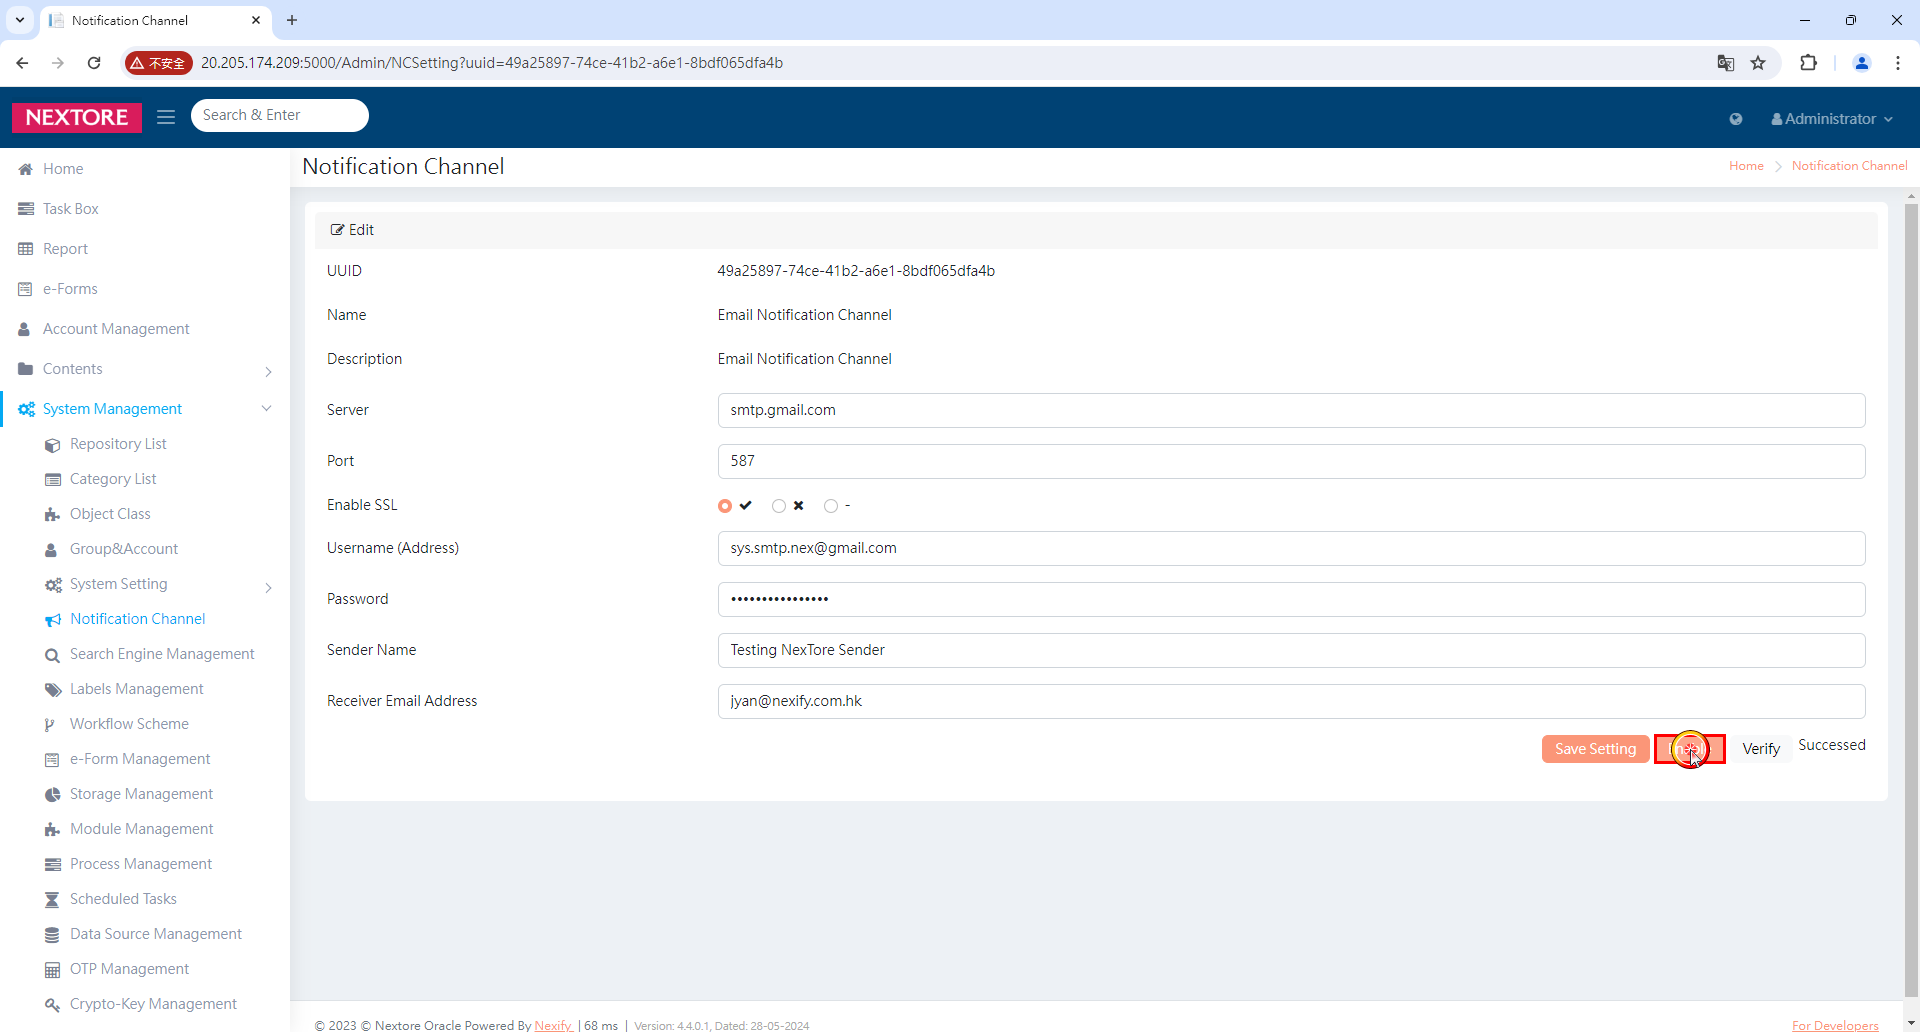 Notification Channel
不安全
20.205.174.209:5000/Admin/NCSetting?uuid=49a25897-74ce-41b2-a6e1-8bdf065dfa4b
NEXTORE
Search & Enter
Administrator
Home
Task Box
Report
e-Forms
Account Management
Contents
System Management
Repository List
Category List
Object Class
Group&Account
System Setting
Notification Channel
Search Engine Management
Labels Management
Workflow Scheme
e-Form Management
Storage Management
Module Management
Process Management
Scheduled Tasks
Data Source Management
OTP Management
Crypto-Key Management
Notification Channel
Home Notification Channel
Edit
UUID 49a25897-74ce-41b2-a6e1-8bdf065dfa4b
Name Email Notification Channel
Description Email Notification Channel
Server smtp.gmail.com
Port 587
Enable SSL -
Username (Address) sys.smtp.nex@gmail.com
Password ••••••••••••••••
Sender Name Testing NexTore Sender
Receiver Email Address jyan@nexify.com.hk
Save Setting Verify Successed
© 2023 © Nextore Oracle Powered By Nexify | 68 ms | Version: 4.4.0.1, Dated: 28-05-2024
For Developers